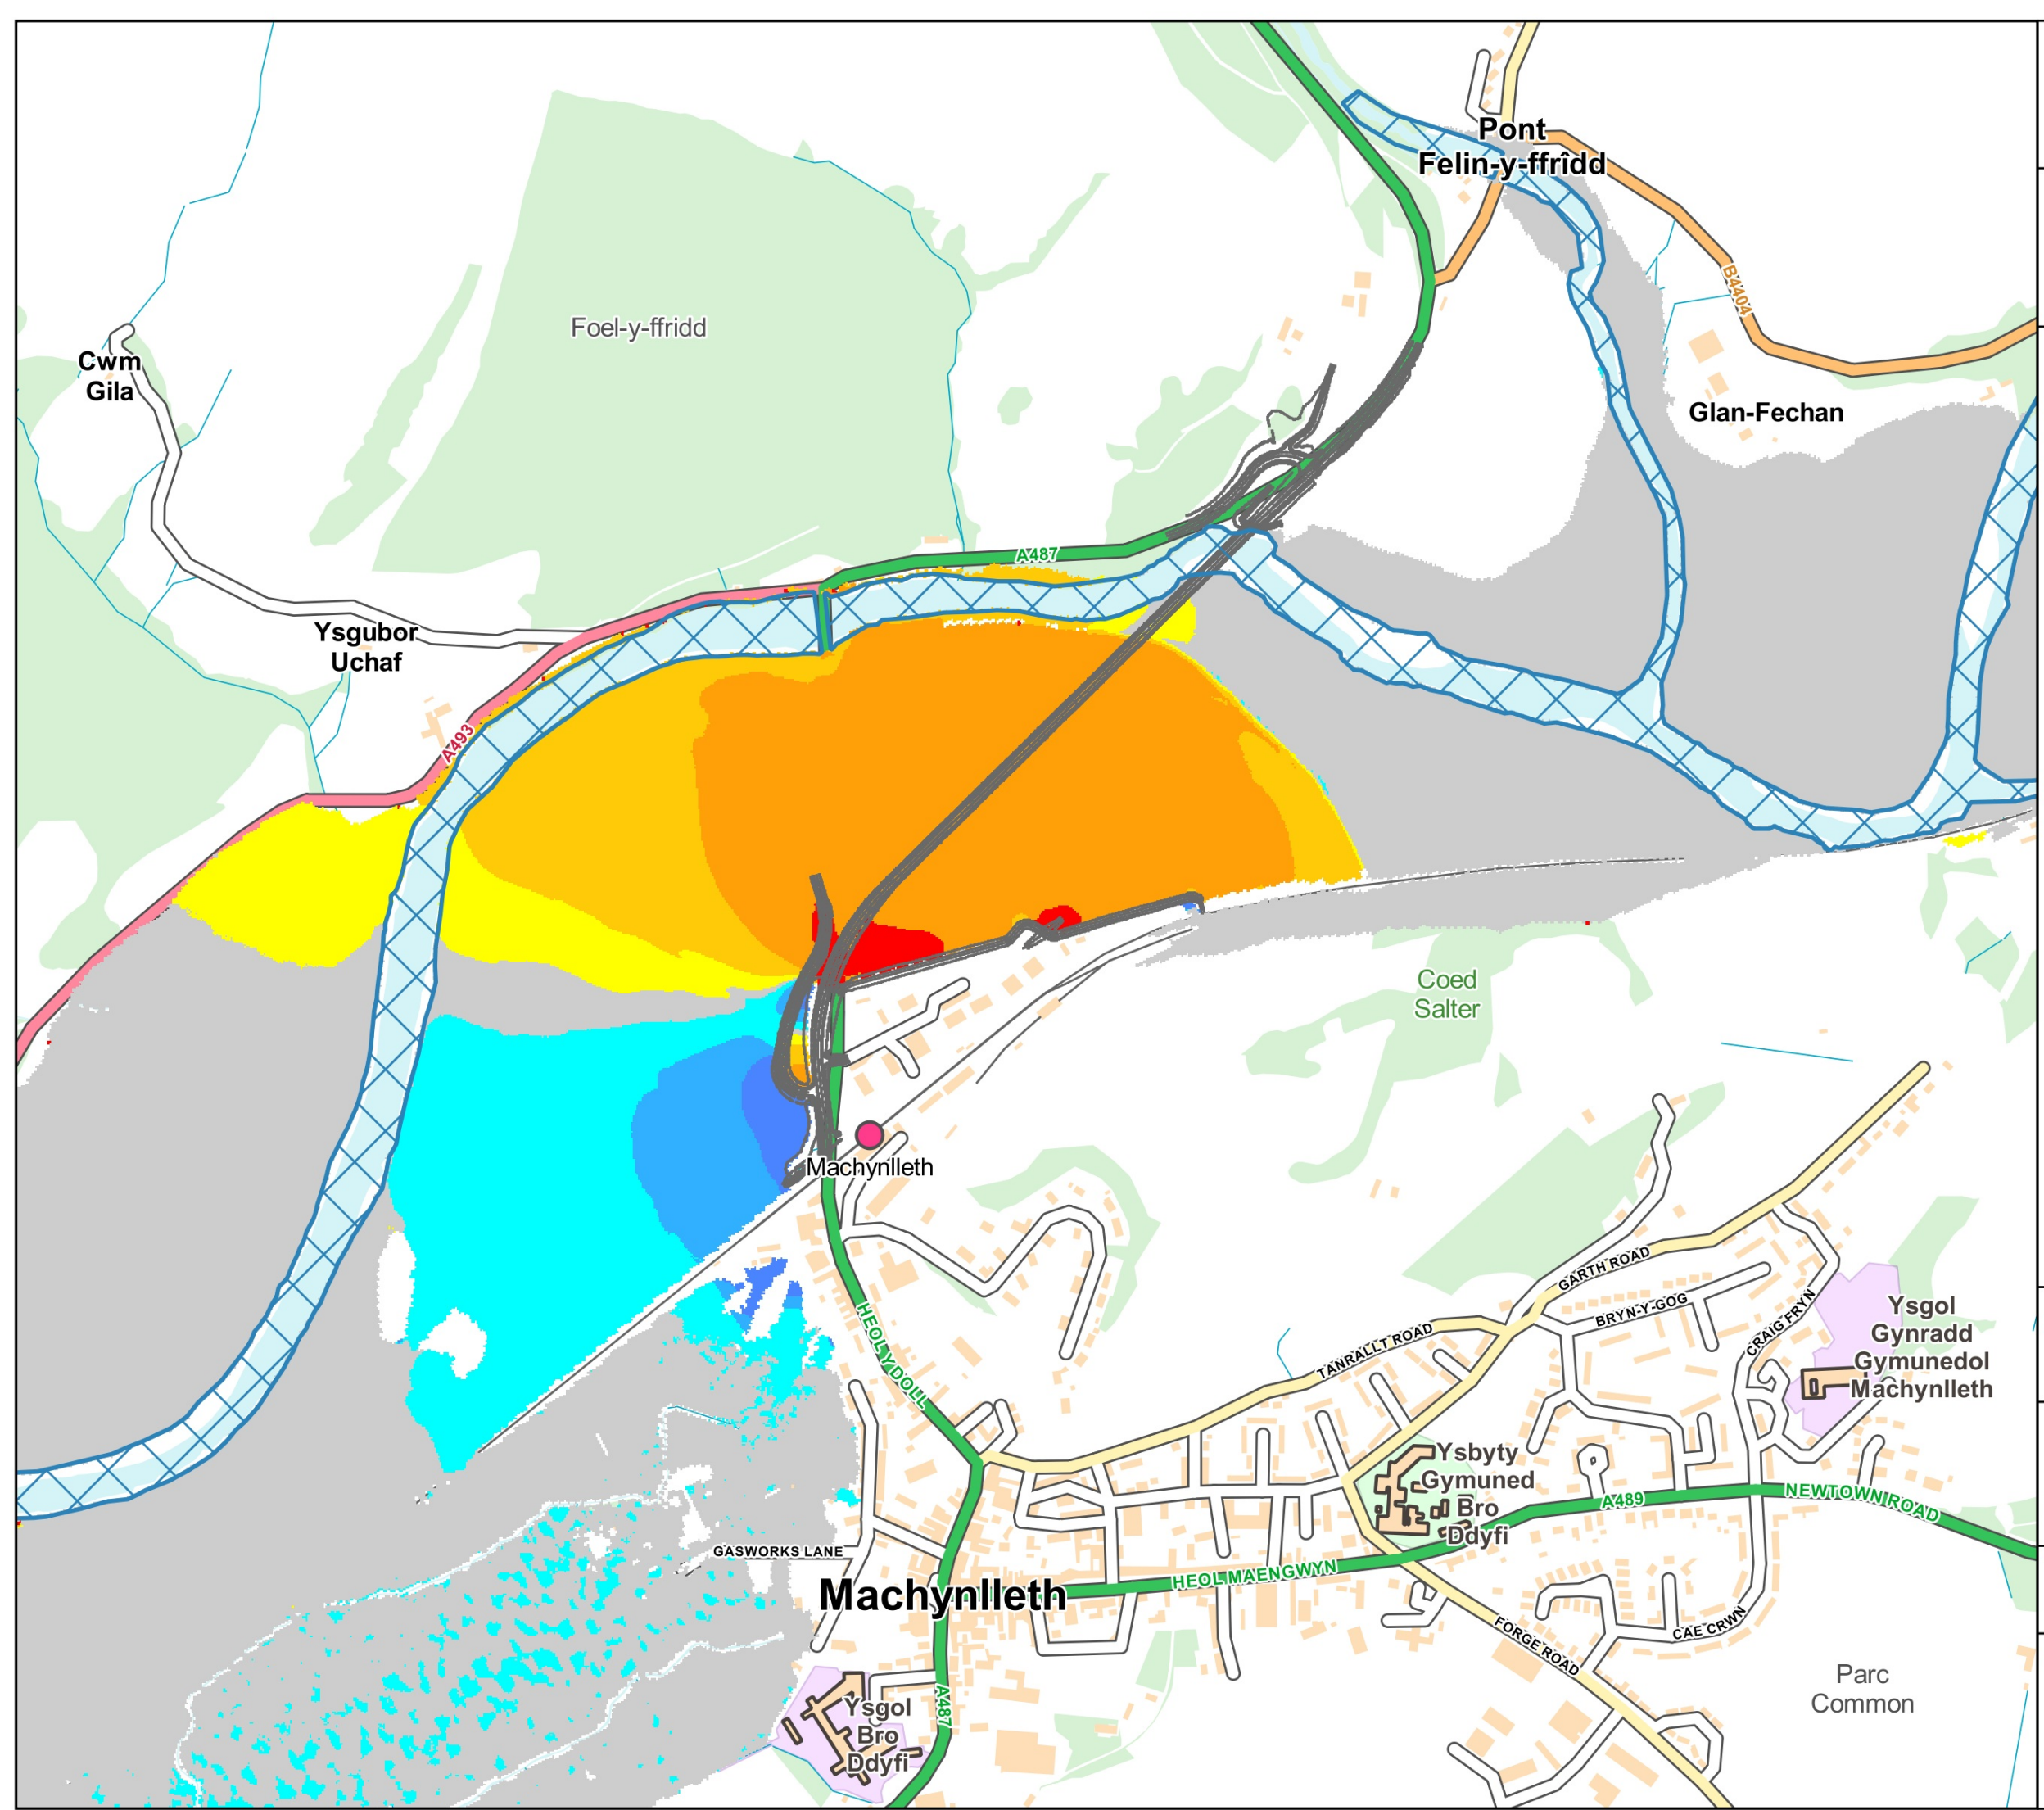 Pont
Felin-y-ffrîdd
B4404
Foel-y-ffridd
Cwm
Gila
Glan-Fechan
A487
Ysgubor
Uchaf
A493
Coed
Salter
Machynlleth
HEOL Y DOLL
GARTH ROAD
BRYN-Y-GOG
CRAIG FRYN
TANRALLT ROAD
Ysgol
Gynradd
Gymunedol
Machynlleth
Ysbyty
Gymuned
Bro
Ddyfi
A489
NEWTOWN ROAD
GASWORKS LANE
Machynlleth
HEOL MAENGWYN
FORGE ROAD
CAE CRWN
Parc
Common
A487
Ysgol
Bro
Ddyfi